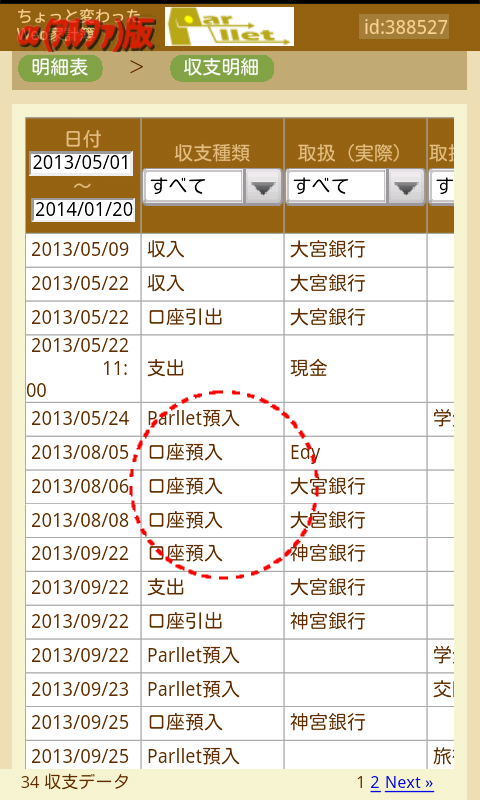 ちょっと変わった
Web家計簿
α(アルファ)版
Parllet.
id:388527
明細表 > 収支明細
日付 収支種類 取扱（実際）
2013/05/01 すべて すべて
～
2014/01/20
2013/05/09 収入 大宮銀行
2013/05/22 収入 大宮銀行
2013/05/22 口座引出 大宮銀行
2013/05/22
11:
00 支出 現金
2013/05/24 Parllet預入
2013/08/05 口座預入 Edy
2013/08/06 口座預入 大宮銀行
2013/08/08 口座預入 大宮銀行
2013/09/22 口座預入 神宮銀行
2013/09/22 支出 大宮銀行
2013/09/22 口座引出 神宮銀行
2013/09/22 Parllet預入
2013/09/23 Parllet預入
2013/09/25 口座預入 神宮銀行
2013/09/25 Parllet預入
34 収支データ 1 2 Next »